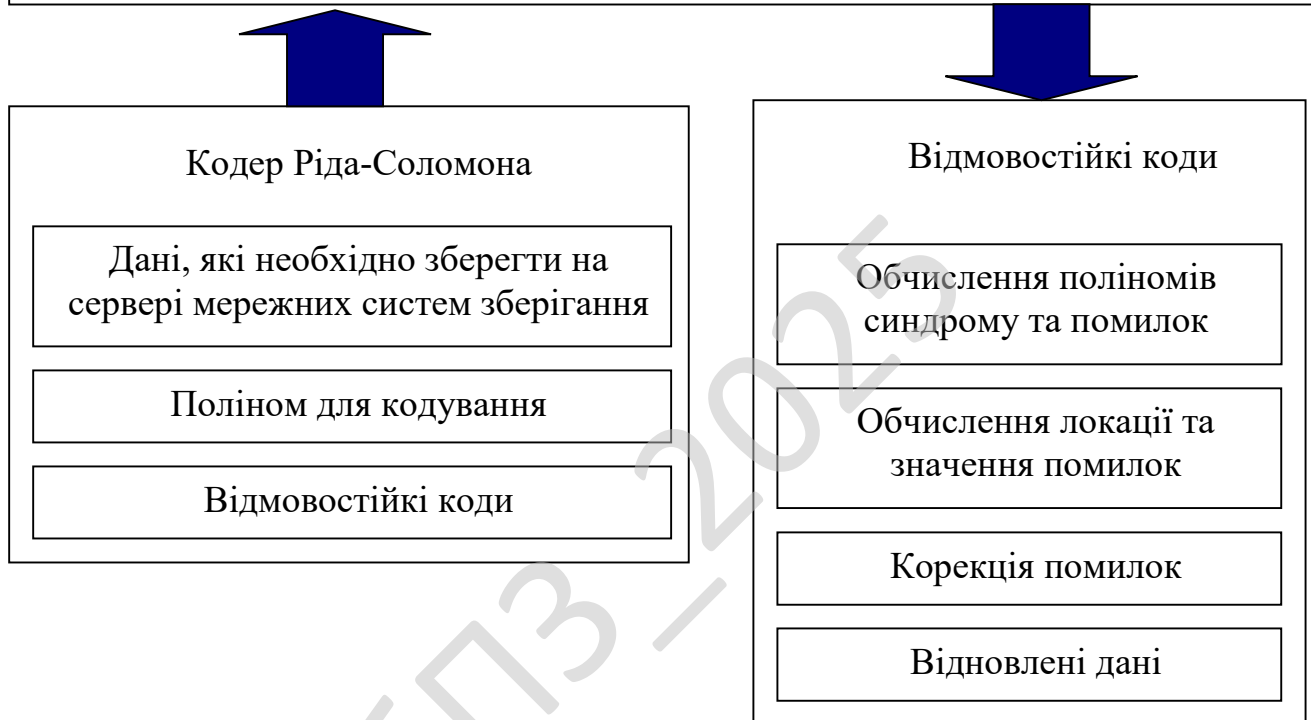 Кодер Ріда-Соломона
Дані, які необхідно зберегти на
сервері мережних систем зберігання
Поліном для кодування
Відмовостійкі коди
Відмовостійкі коди
Обчислення поліномів
синдрому та помилок
Обчислення локації та
значення помилок
Корекція помилок
Відновлені дані
ПЗ_2025